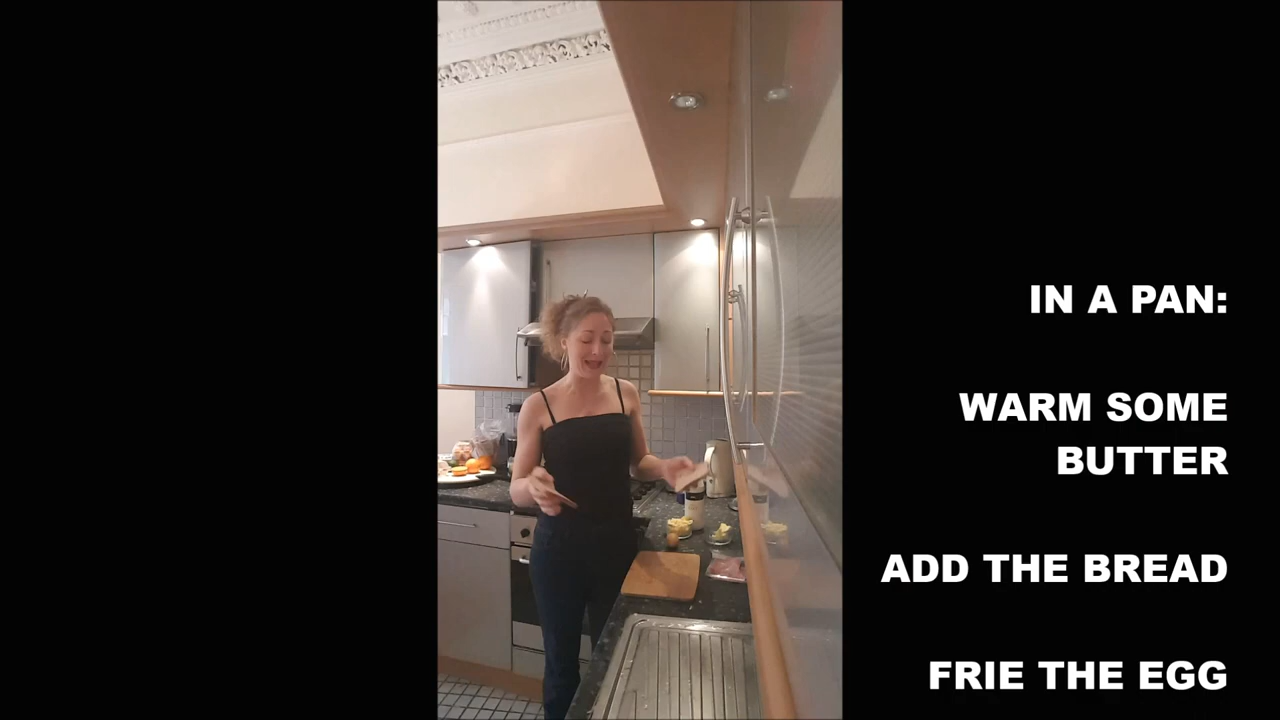 IN A PAN:
WARM SOME
BUTTER
ADD THE BREAD
FRIE THE EGG